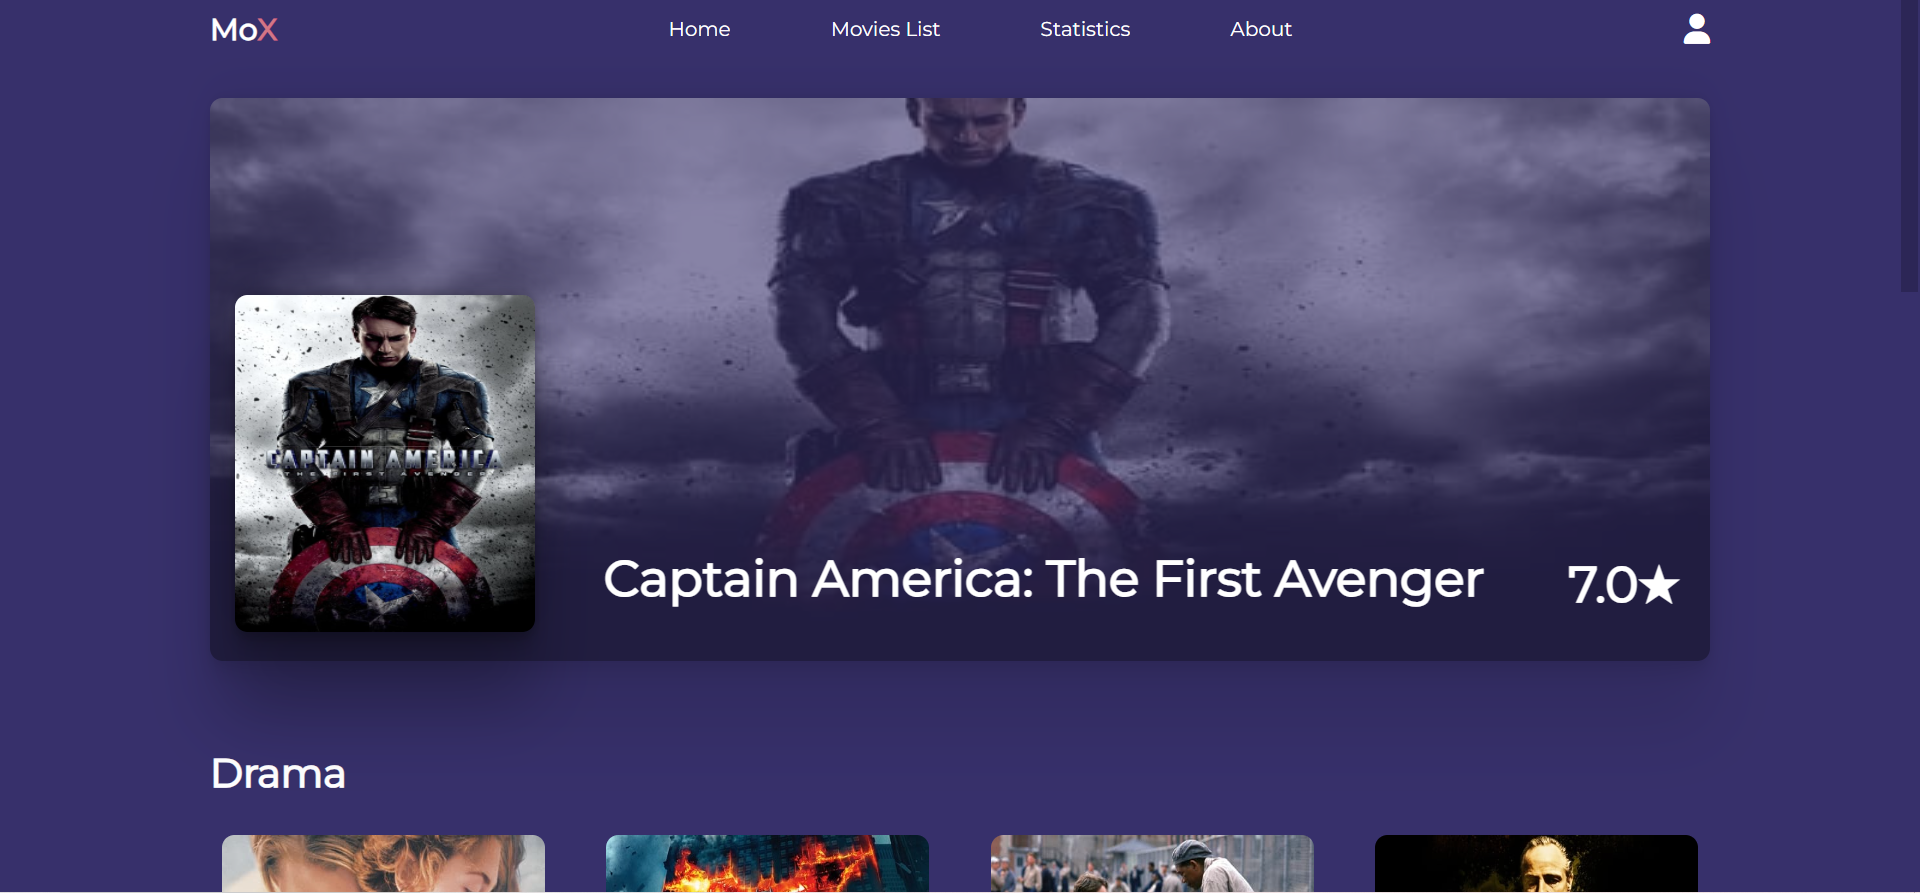 MoX
Home
Movies List
Statistics
About
CAPTAIN AMERICA
THE FIRST AVENGER
Captain America: The First Avenger
7.0★
Drama